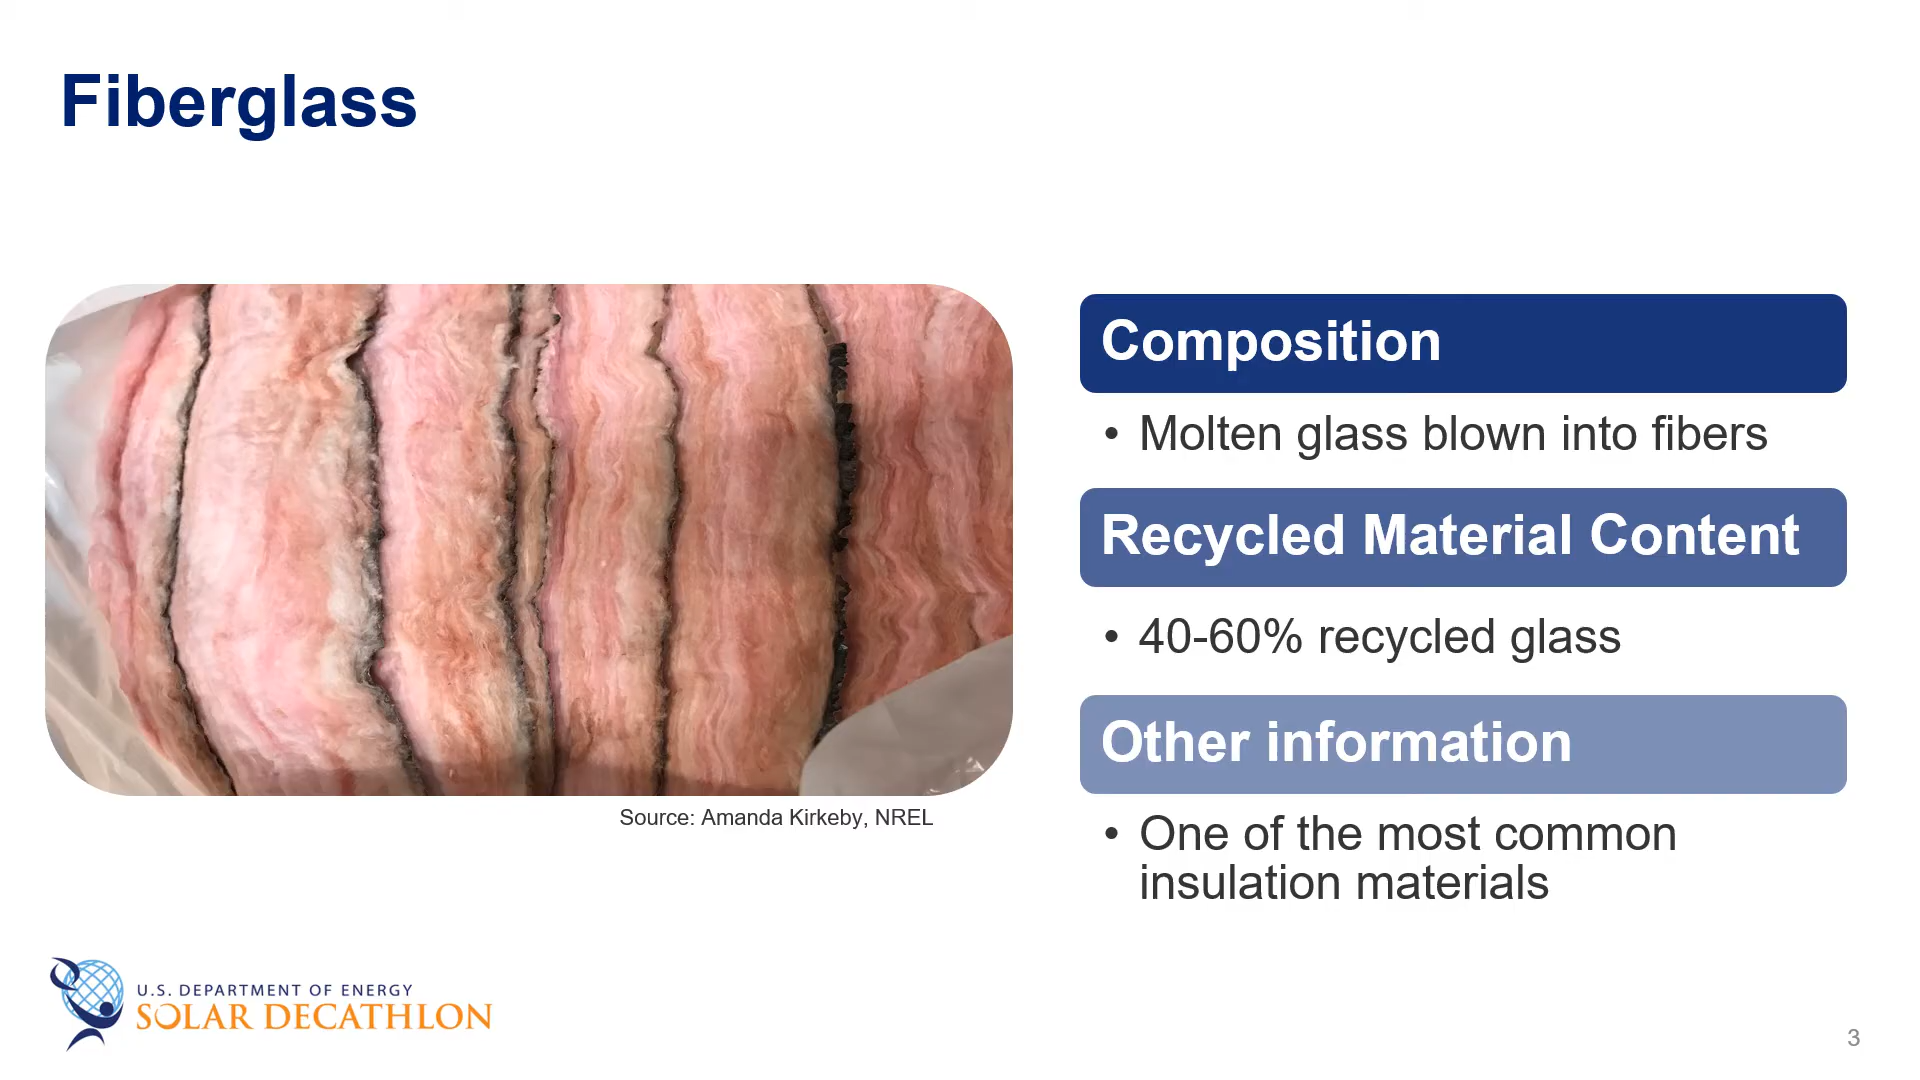 Fiberglass
Composition
• Molten glass blown into fibers
Recycled Material Content
• 40-60% recycled glass
Other information
• One of the most common
insulation materials
Source: Amanda Kirkeby, NREL
U.S. DEPARTMENT OF ENERGY
SOLAR DECATHLON
3